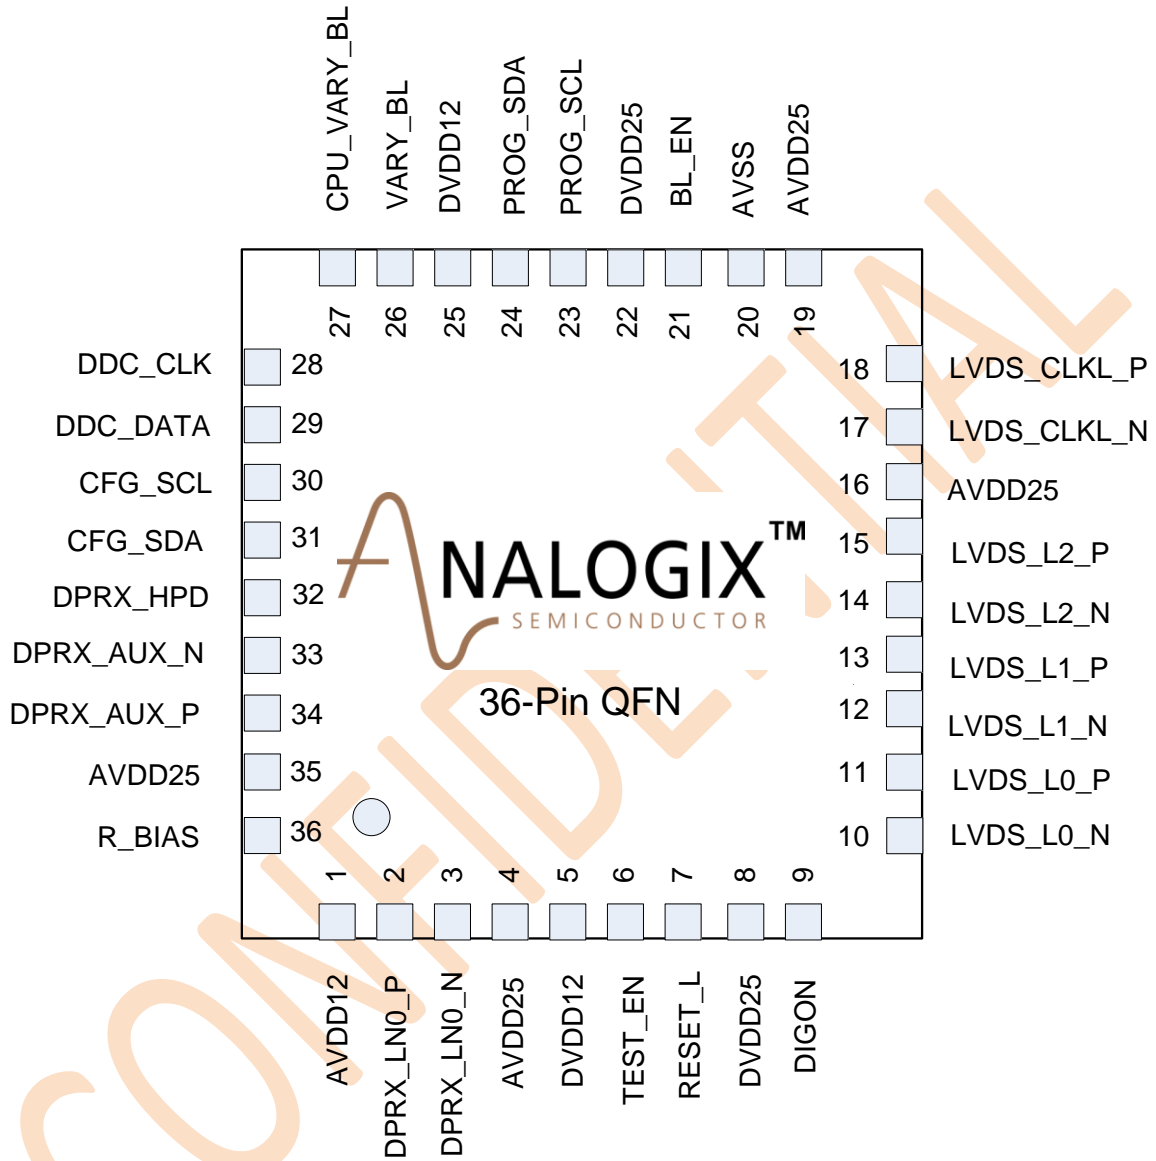 CPU_VARY_BL
VARY_BL
DVDD12
PROG_SDA
PROG_SCL
DVDD25
BL_EN
AVSS
AVDD25
27
26
25
24
23
22
21
20
19
DDC_CLK 28
DDC_DATA 29
CFG_SCL 30
CFG_SDA 31
DPRX_HPD 32
DPRX_AUX_N 33
DPRX_AUX_P 34
AVDD25 35
R_BIAS 36
18 LVDS_CLKL_P
17 LVDS_CLKL_N
16 AVDD25
15 LVDS_L2_P
14 LVDS_L2_N
13 LVDS_L1_P
12 LVDS_L1_N
11 LVDS_L0_P
10 LVDS_L0_N
ANALOGIX™
SEMICONDUCTOR
36-Pin QFN
1
2
3
4
5
6
7
8
9
AVDD12
DPRX_LN0_P
DPRX_LN0_N
AVDD25
DVDD12
TEST_EN
RESET_L
DVDD25
DIGON
CONFIDENTIAL